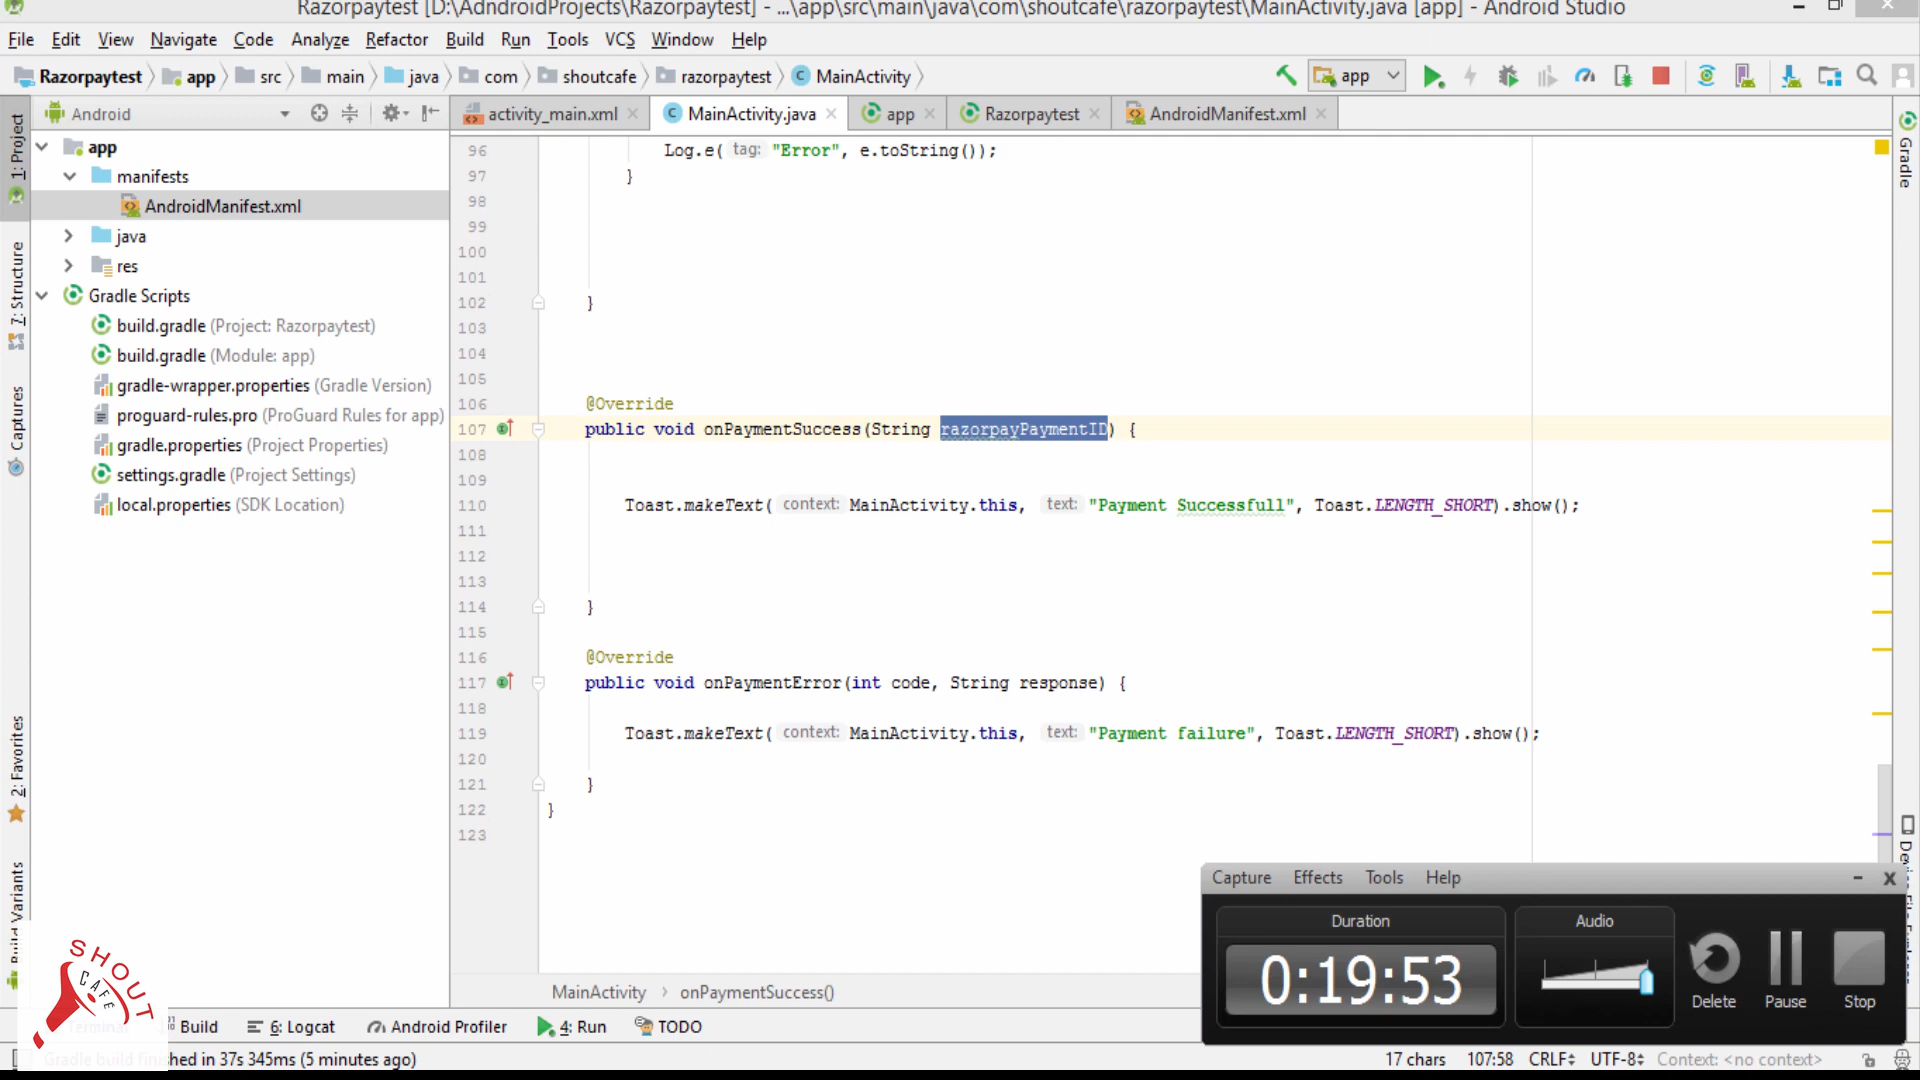 Razorpaytest [D:\AdndroidProjects\Razorpaytest] - ...\app\src\main\java\com\shoutcafe\razorpaytest\MainActivity.java [app] - Android Studio
File Edit View Navigate Code Analyze Refactor Build Run Tools VCS Window Help
Razorpaytest app src main java com shoutcafe razorpaytest MainActivity app
Android activity_main.xml MainActivity.java app Razorpaytest AndroidManifest.xml
1: Project
7: Structure
Captures
2: Favorites
Build Variants
Gradle
app
manifests
AndroidManifest.xml
java
res
Gradle Scripts
build.gradle (Project: Razorpaytest)
build.gradle (Module: app)
gradle-wrapper.properties (Gradle Version)
proguard-rules.pro (ProGuard Rules for app)
gradle.properties (Project Properties)
settings.gradle (Project Settings)
local.properties (SDK Location)
96 Log.e( tag: "Error", e.toString());
97 }
98
99
100
101
102 }
103
104
105
106 @Override
107 public void onPaymentSuccess(String razorpayPaymentID) {
108
109
110 Toast.makeText( context: MainActivity.this, text: "Payment Successfull", Toast.LENGTH_SHORT).show();
111
112
113
114 }
115
116 @Override
117 public void onPaymentError(int code, String response) {
118
119 Toast.makeText( context: MainActivity.this, text: "Payment failure", Toast.LENGTH_SHORT).show();
120
121 }
122 }
123
MainActivity › onPaymentSuccess()
Capture Effects Tools Help
Duration
0:19:53
Audio
Delete Pause Stop
SHOUT
CAFE
Terminal Build 6: Logcat Android Profiler 4: Run TODO
Gradle build finished in 37s 345ms (5 minutes ago)
17 chars 107:58 CRLF UTF-8 Context: <no context>